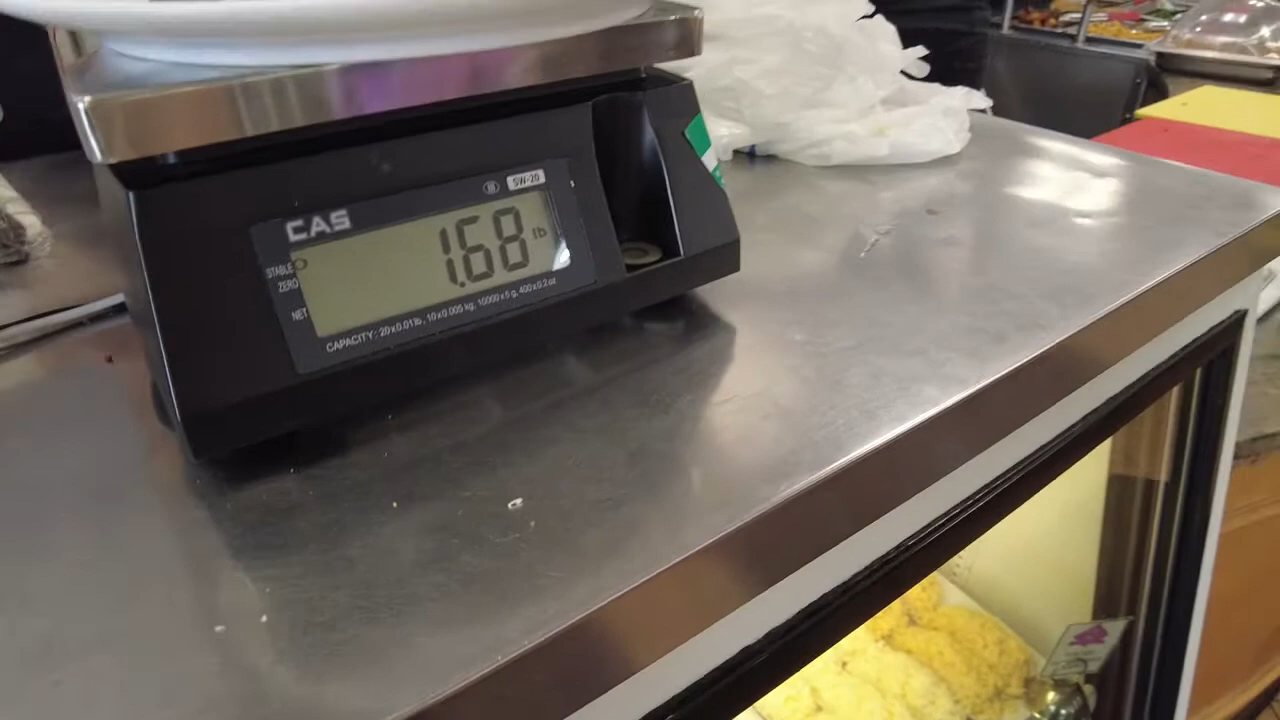 SW-20
CAS
1.68 lb
STABLE
ZERO
NET
CAPACITY : 20 x 0.01 lb , 10 x 0.005 kg, 10000 x 5 g, 400 x 0.2 oz